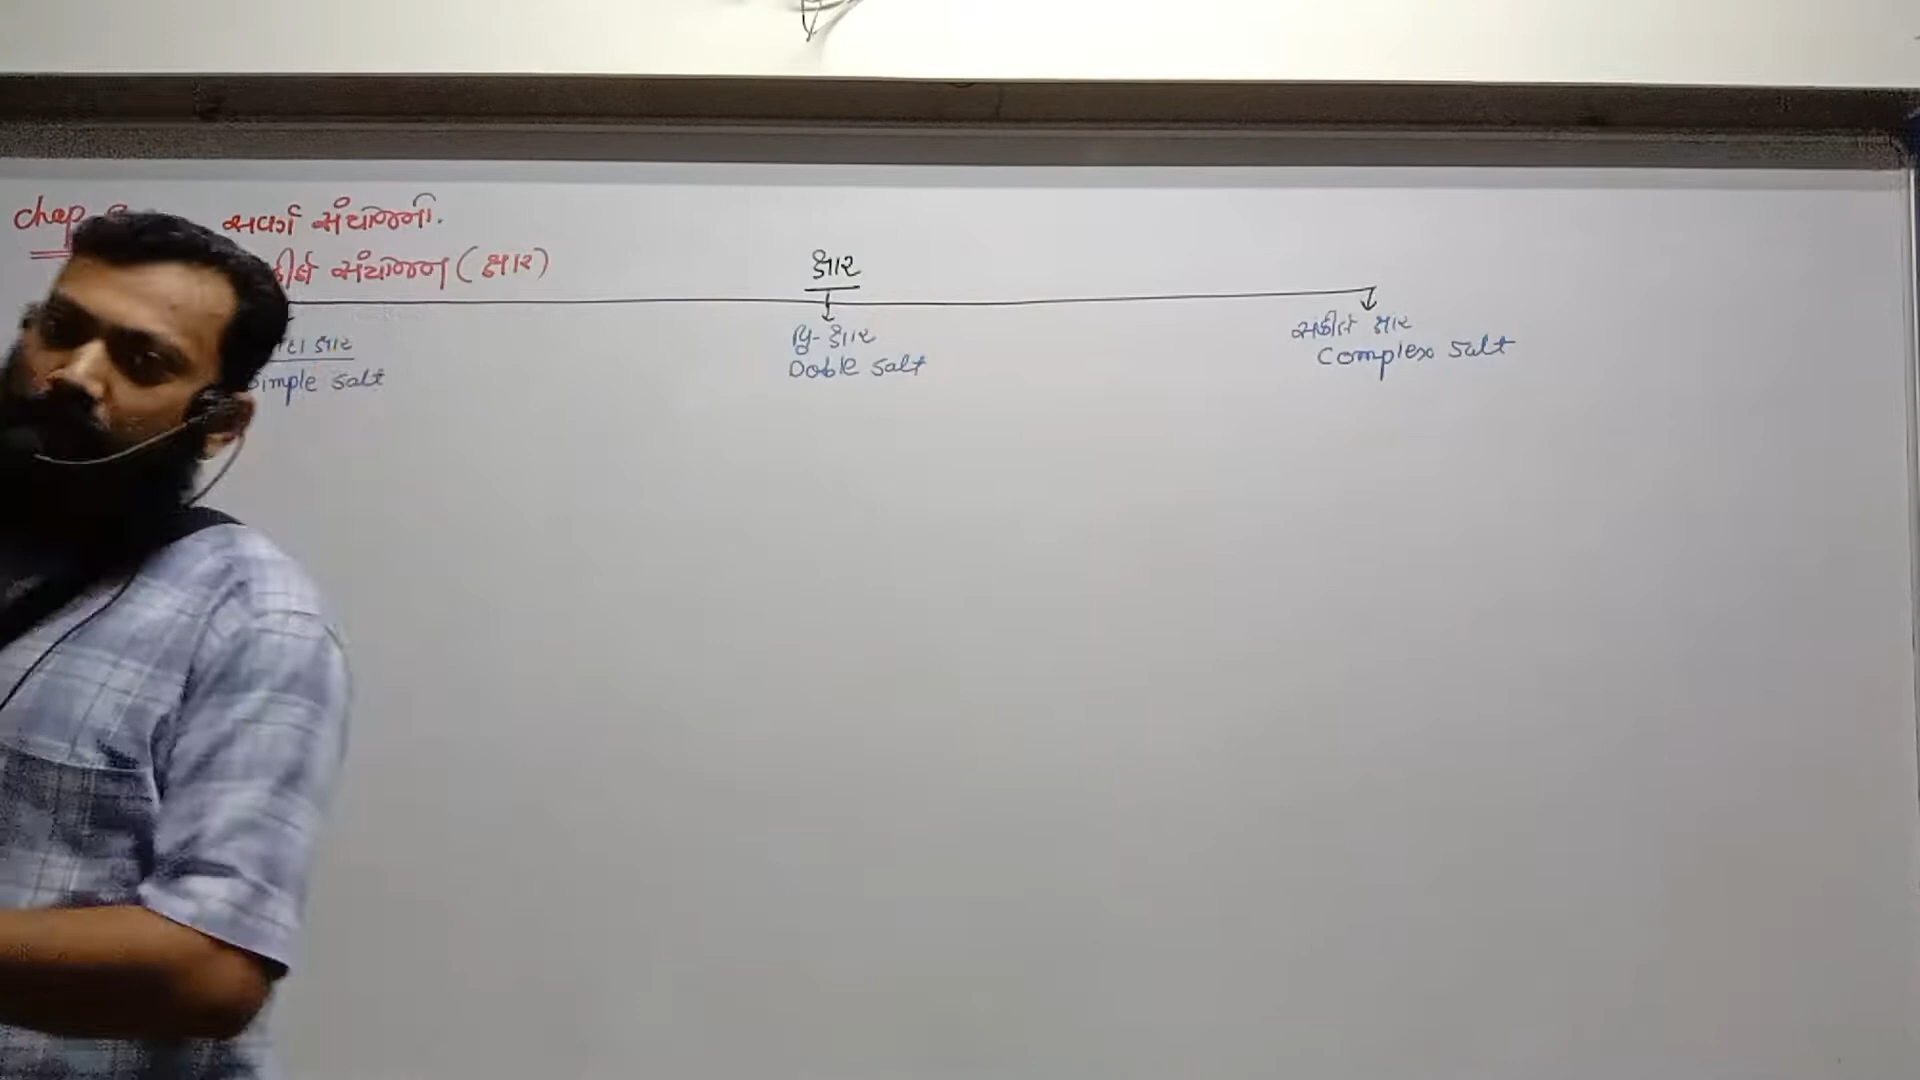 chap સવર્ગ સંયોજનો.
સંયોજન (ક્ષાર)
ક્ષાર
ક્ષાર
Simple salt
દ્વિ-ક્ષાર
Doble salt
સંકીર્ણ ક્ષાર
Complex salt